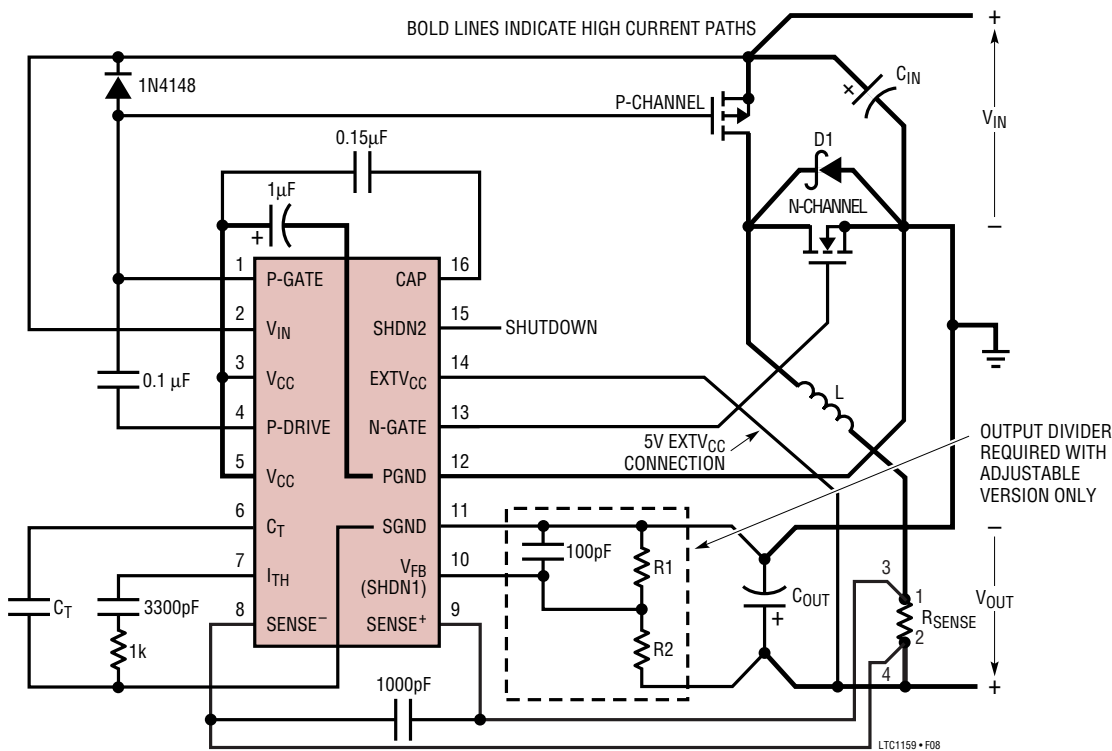 BOLD LINES INDICATE HIGH CURRENT PATHS
+
1N4148
P-CHANNEL
+
C_IN
V_IN
0.15µF
D1
1µF
N-CHANNEL
+
−
1
P-GATE
CAP
16
2
V_IN
SHDN2
15
SHUTDOWN
3
V_CC
EXTV_CC
14
0.1 µF
L
4
P-DRIVE
N-GATE
13
5V EXTV_CC
CONNECTION
OUTPUT DIVIDER
REQUIRED WITH
ADJUSTABLE
VERSION ONLY
5
V_CC
PGND
12
6
C_T
SGND
11
−
100pF
R1
3
7
I_TH
V_FB
(SHDN1)
10
C_T
3300pF
C_OUT
+
1
R_SENSE
V_OUT
8
SENSE−
SENSE+
9
2
1k
R2
4
+
1000pF
LTC1159 • F08